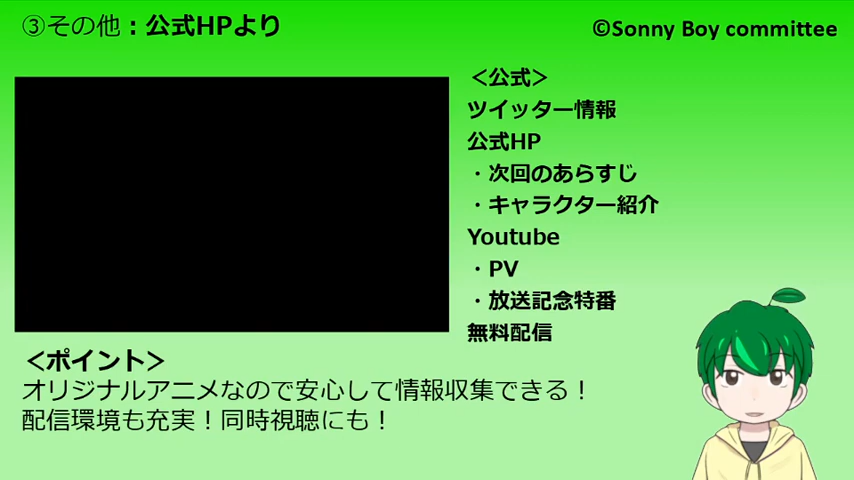 ③その他：公式HPより
©Sonny Boy committee
＜公式＞
ツイッター情報
公式HP
・次回のあらすじ
・キャラクター紹介
Youtube
・PV
・放送記念特番
無料配信
＜ポイント＞
オリジナルアニメなので安心して情報収集できる！
配信環境も充実！同時視聴にも！